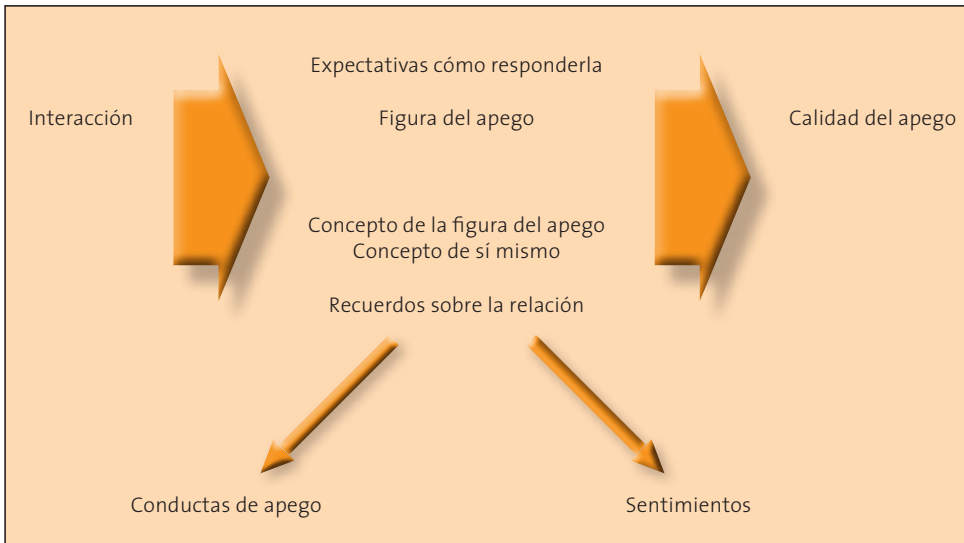 Expectativas cómo responderla
Interacción
Figura del apego
Calidad del apego
Concepto de la figura del apego
Concepto de sí mismo
Recuerdos sobre la relación
Conductas de apego
Sentimientos